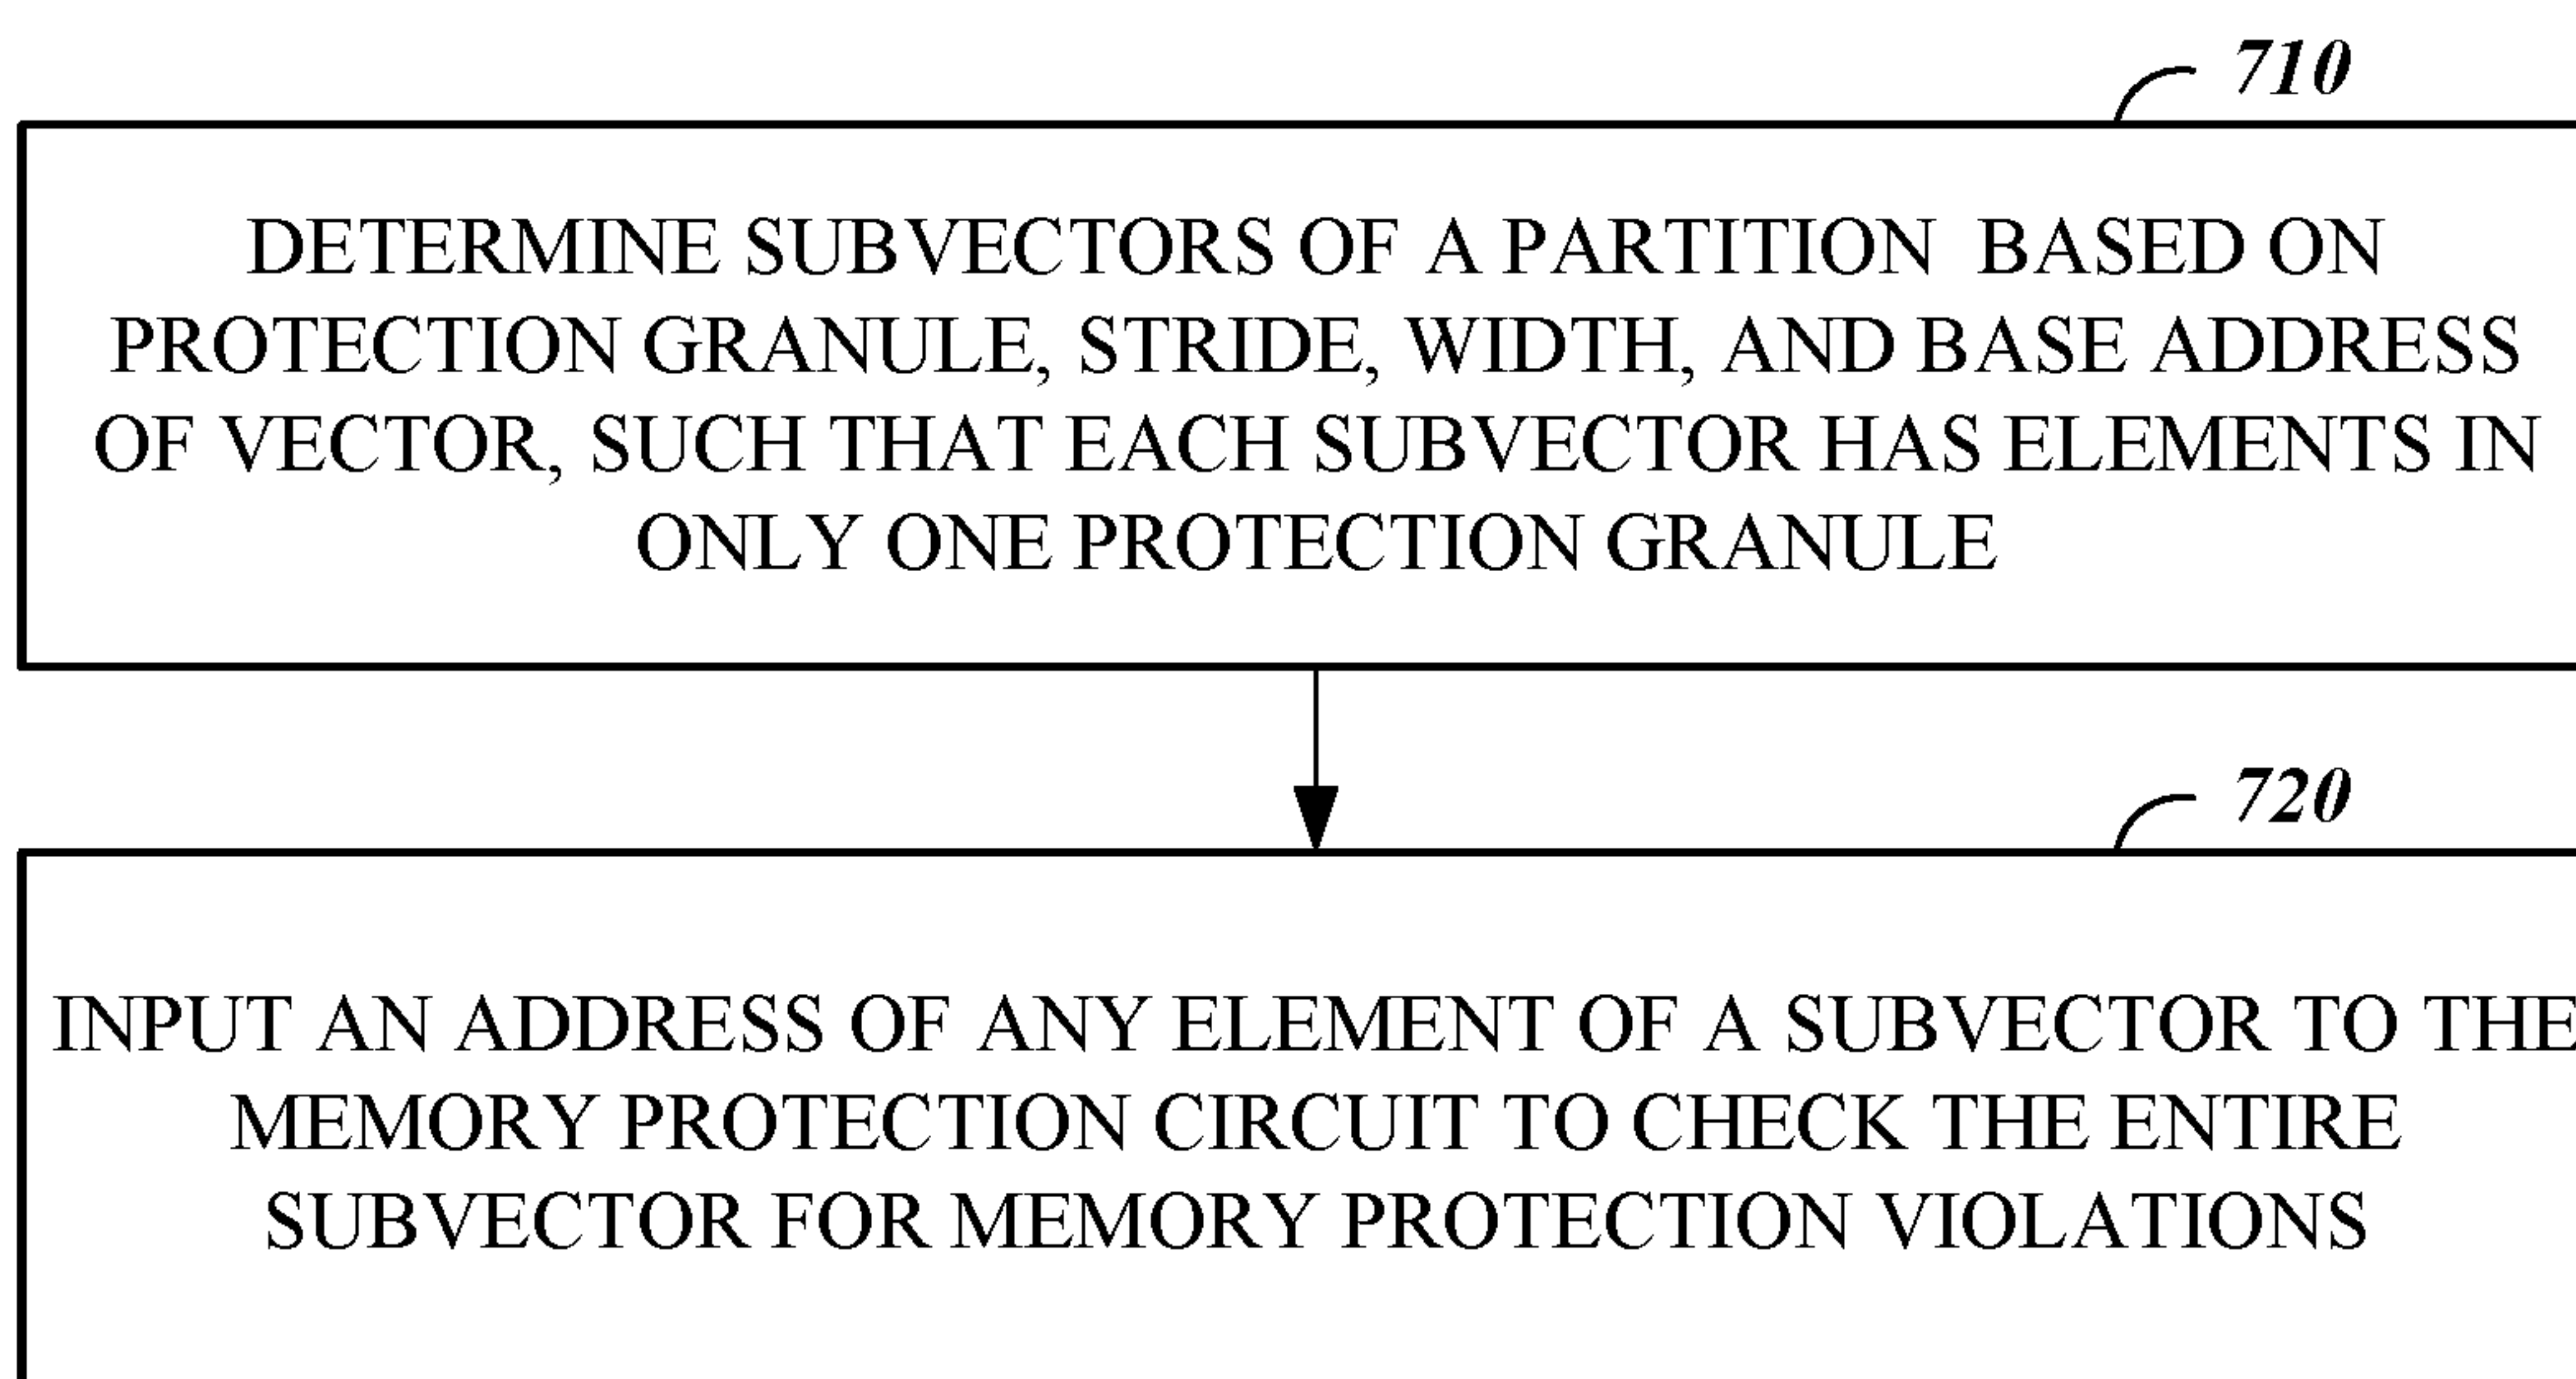 710
DETERMINE SUBVECTORS OF A PARTITION BASED ON
PROTECTION GRANULE, STRIDE, WIDTH, AND BASE ADDRESS
OF VECTOR, SUCH THAT EACH SUBVECTOR HAS ELEMENTS IN
ONLY ONE PROTECTION GRANULE
720
INPUT AN ADDRESS OF ANY ELEMENT OF A SUBVECTOR TO THE
MEMORY PROTECTION CIRCUIT TO CHECK THE ENTIRE
SUBVECTOR FOR MEMORY PROTECTION VIOLATIONS